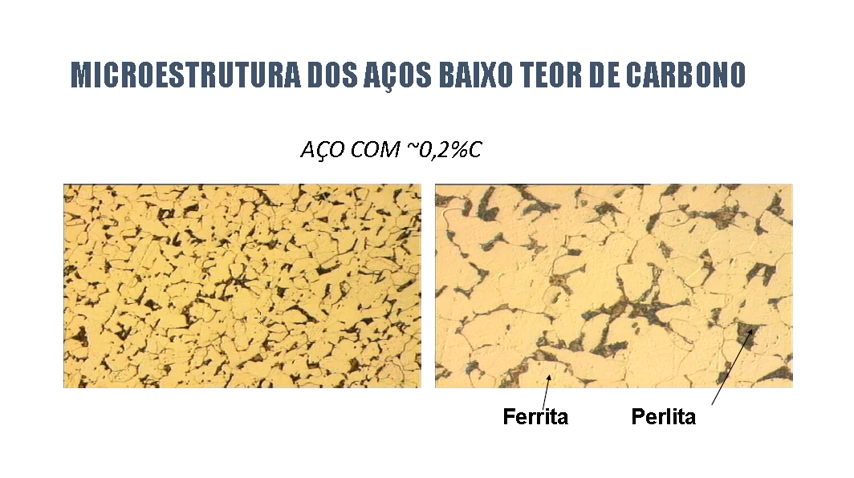 MICROESTRUTURA DOS AÇOS BAIXO TEOR DE CARBONO
AÇO COM ~0,2%C
Ferrita
Perlita